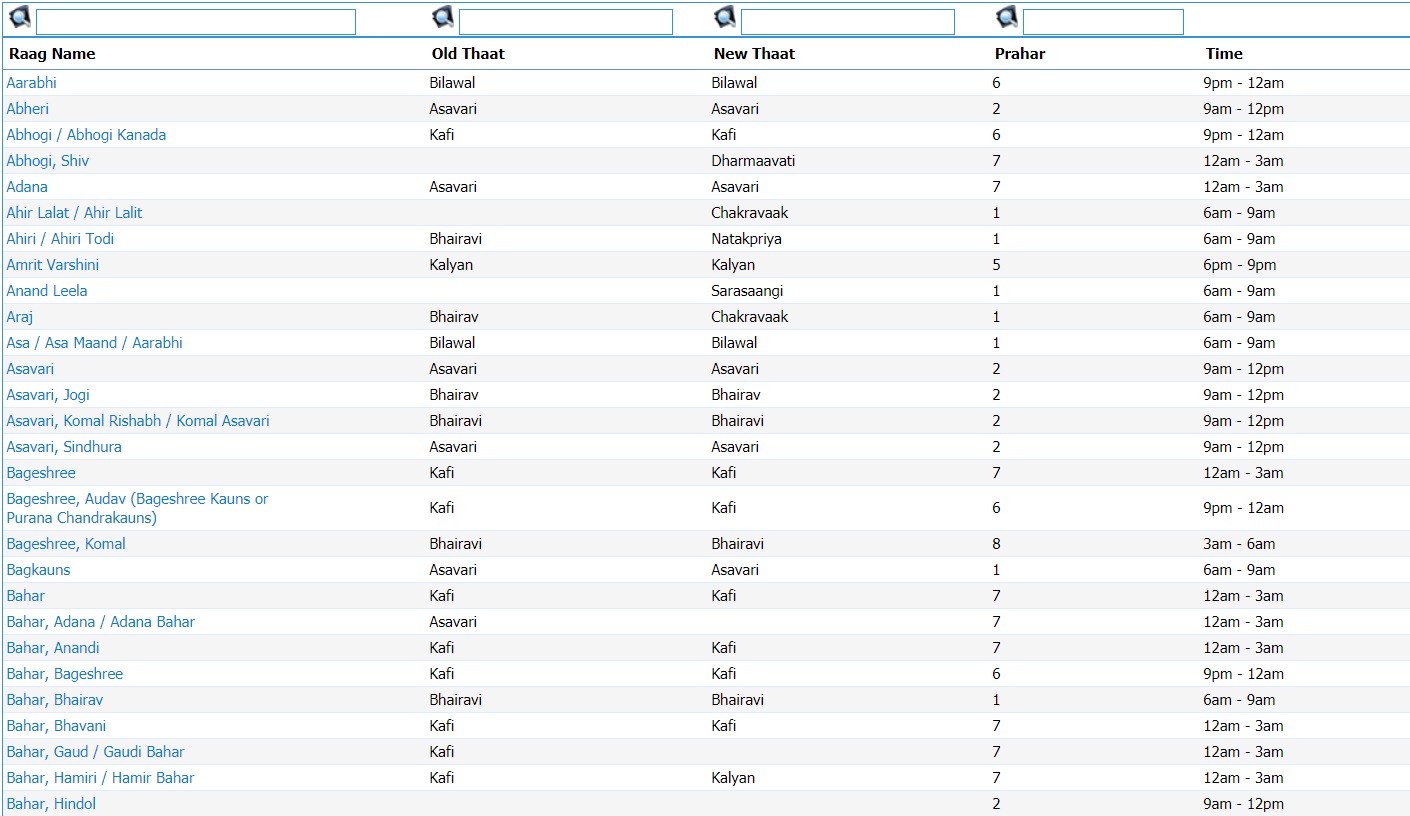 Raag Name Old Thaat New Thaat Prahar Time
Aarabhi Bilawal Bilawal 6 9pm - 12am
Abheri Asavari Asavari 2 9am - 12pm
Abhogi / Abhogi Kanada Kafi Kafi 6 9pm - 12am
Abhogi, Shiv Dharmaavati 7 12am - 3am
Adana Asavari Asavari 7 12am - 3am
Ahir Lalat / Ahir Lalit Chakravaak 1 6am - 9am
Ahiri / Ahiri Todi Bhairavi Natakpriya 1 6am - 9am
Amrit Varshini Kalyan Kalyan 5 6pm - 9pm
Anand Leela Sarasaangi 1 6am - 9am
Araj Bhairav Chakravaak 1 6am - 9am
Asa / Asa Maand / Aarabhi Bilawal Bilawal 1 6am - 9am
Asavari Asavari Asavari 2 9am - 12pm
Asavari, Jogi Bhairav Bhairav 2 9am - 12pm
Asavari, Komal Rishabh / Komal Asavari Bhairavi Bhairavi 2 9am - 12pm
Asavari, Sindhura Asavari Asavari 2 9am - 12pm
Bageshree Kafi Kafi 7 12am - 3am
Bageshree, Audav (Bageshree Kauns or
Purana Chandrakauns) Kafi Kafi 6 9pm - 12am
Bageshree, Komal Bhairavi Bhairavi 8 3am - 6am
Bagkauns Asavari Asavari 1 6am - 9am
Bahar Kafi Kafi 7 12am - 3am
Bahar, Adana / Adana Bahar Asavari 7 12am - 3am
Bahar, Anandi Kafi Kafi 7 12am - 3am
Bahar, Bageshree Kafi Kafi 6 9pm - 12am
Bahar, Bhairav Bhairavi Bhairavi 1 6am - 9am
Bahar, Bhavani Kafi Kafi 7 12am - 3am
Bahar, Gaud / Gaudi Bahar Kafi 7 12am - 3am
Bahar, Hamiri / Hamir Bahar Kafi Kalyan 7 12am - 3am
Bahar, Hindol 2 9am - 12pm